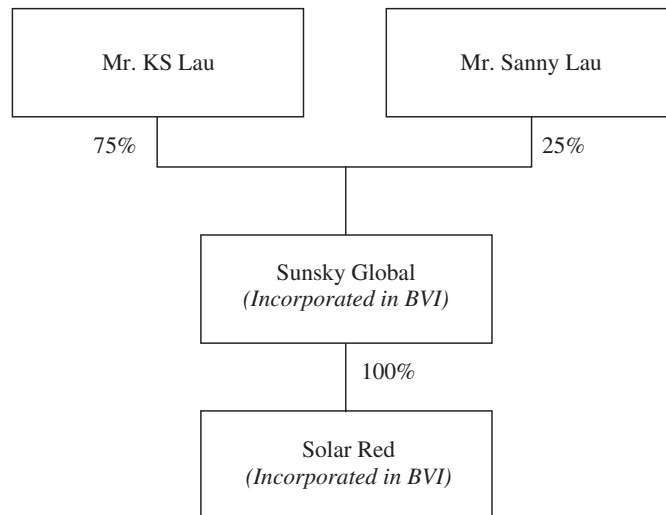 Mr. KS Lau
Mr. Sanny Lau
75%
25%
Sunsky Global
(Incorporated in BVI)
100%
Solar Red
(Incorporated in BVI)